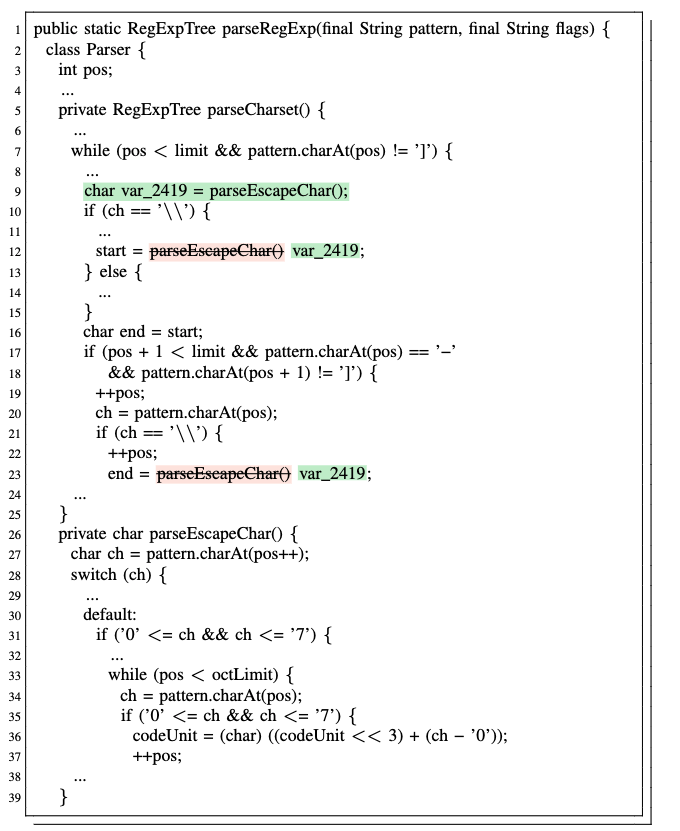 1 public static RegExpTree parseRegExp(final String pattern, final String flags) {
2 class Parser {
3 int pos;
4 ...
5 private RegExpTree parseCharset() {
6 ...
7 while (pos < limit && pattern.charAt(pos) != ’]’) {
8 ...
9 char var_2419 = parseEscapeChar();
10 if (ch == ’\\’) {
11 ...
12 start = parseEscapeChar() var_2419;
13 } else {
14 ...
15 }
16 char end = start;
17 if (pos + 1 < limit && pattern.charAt(pos) == ’−’
18 && pattern.charAt(pos + 1) != ’]’) {
19 ++pos;
20 ch = pattern.charAt(pos);
21 if (ch == ’\\’) {
22 ++pos;
23 end = parseEscapeChar() var_2419;
24 ...
25 }
26 private char parseEscapeChar() {
27 char ch = pattern.charAt(pos++);
28 switch (ch) {
29 ...
30 default:
31 if (’0’ <= ch && ch <= ’7’) {
32 ...
33 while (pos < octLimit) {
34 ch = pattern.charAt(pos);
35 if (’0’ <= ch && ch <= ’7’) {
36 codeUnit = (char) ((codeUnit << 3) + (ch − ’0’));
37 ++pos;
38 ...
39 }